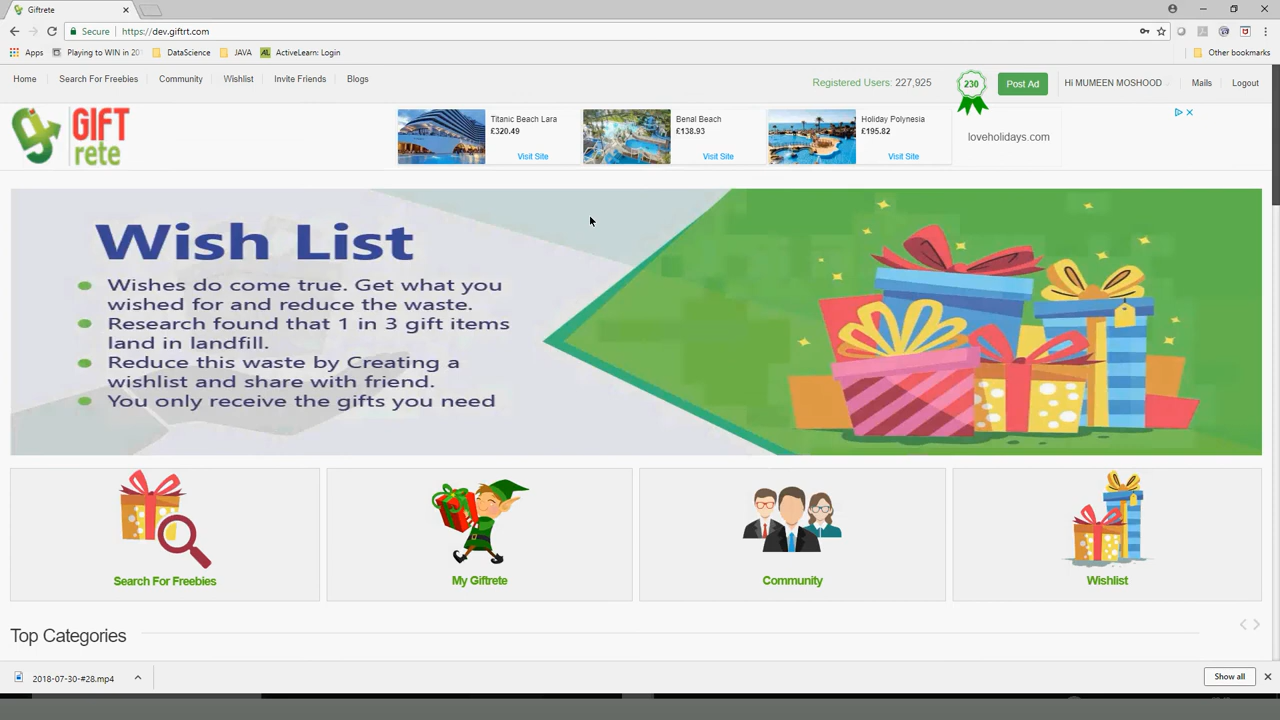 Giftrete
Secure https://dev.giftrt.com
Apps Playing to WIN in 20 DataScience JAVA AL ActiveLearn: Login Other bookmarks
Home Search For Freebies Community Wishlist Invite Friends Blogs Registered Users: 227,925 230 Post Ad Hi MUMEEN MOSHOOD Mails Logout
GIFT
rete
Titanic Beach Lara
£320.49
Visit Site
Benal Beach
£138.93
Visit Site
Holiday Polynesia
£195.82
Visit Site
loveholidays.com
Wish List
Wishes do come true. Get what you
wished for and reduce the waste.
Research found that 1 in 3 gift items
land in landfill.
Reduce this waste by Creating a
wishlist and share with friend.
You only receive the gifts you need
Search For Freebies
My Giftrete
Community
Wishlist
Top Categories
2018-07-30-#28.mp4
Show all